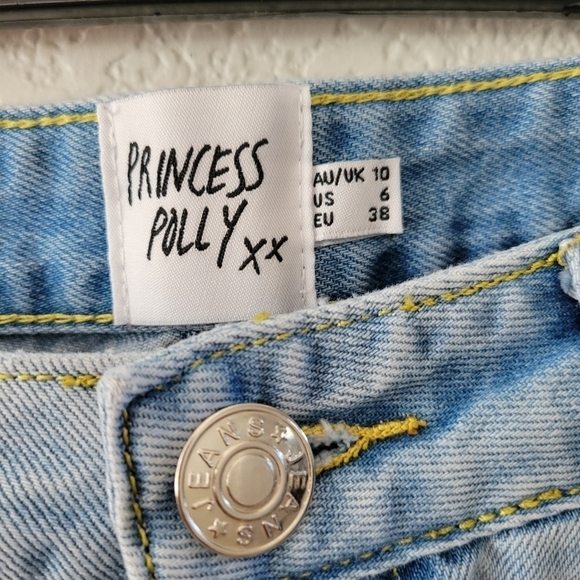 PRINCESS
POLLY xx
AU/UK 10
US 6
EU 38
JEANS★JEANS★